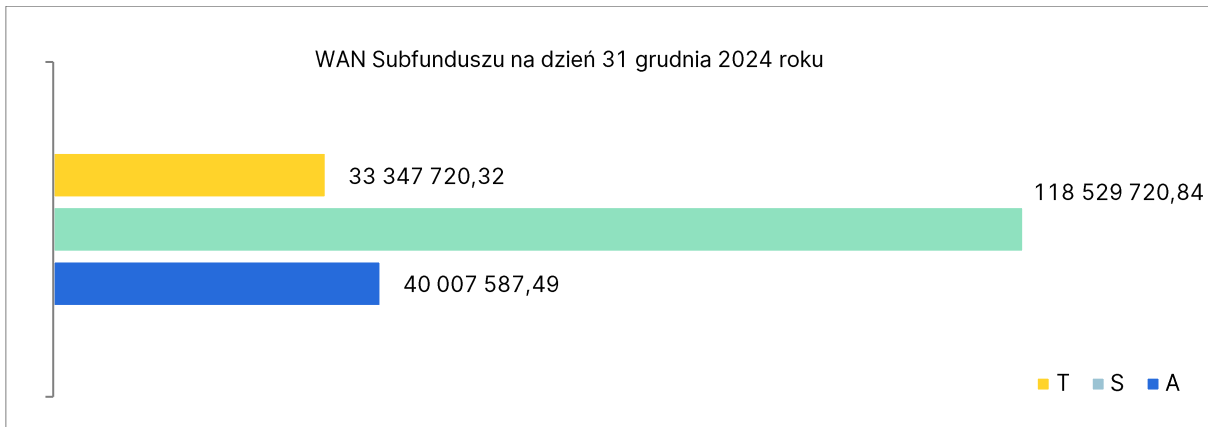 WAN Subfunduszu na dzień 31 grudnia 2024 roku
33 347 720,32
118 529 720,84
40 007 587,49
T S A